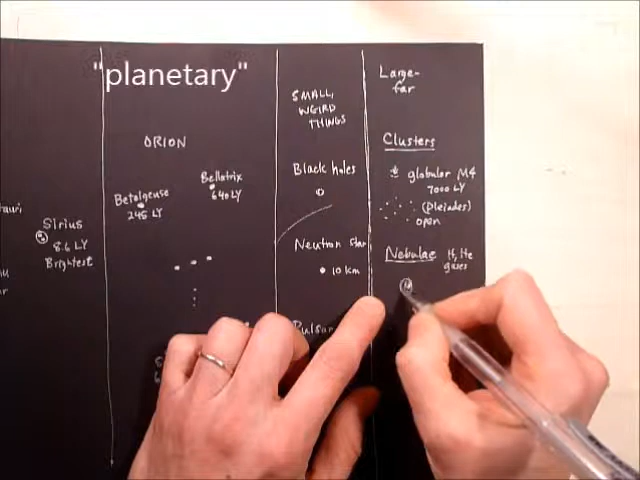 "planetary"
Large-
far
SMALL,
WEIRD
THINGS
ORION
Clusters
Black holes
globular M4
7000 LY
Bellatrix
640 LY
Betelgeuse
245 LY
(Pleiades)
open
Sirius
8.6 LY
Brightest
Neutron star
10 km
Nebulae H, He
gases
Pulsar